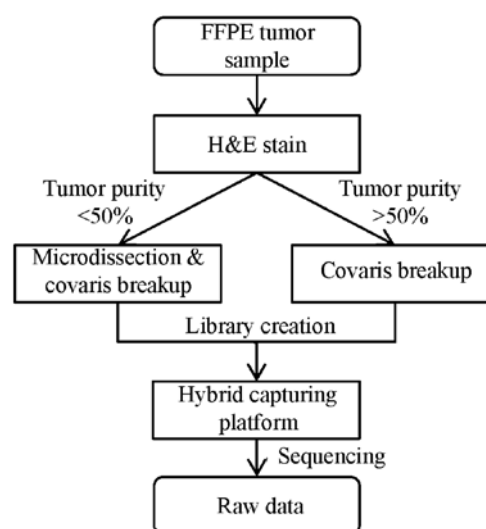 FFPE tumor
sample
H&E stain
Tumor purity
<50%
Tumor purity
>50%
Microdissection &
covaris breakup
Covaris breakup
Library creation
Hybrid capturing
platform
Sequencing
Raw data